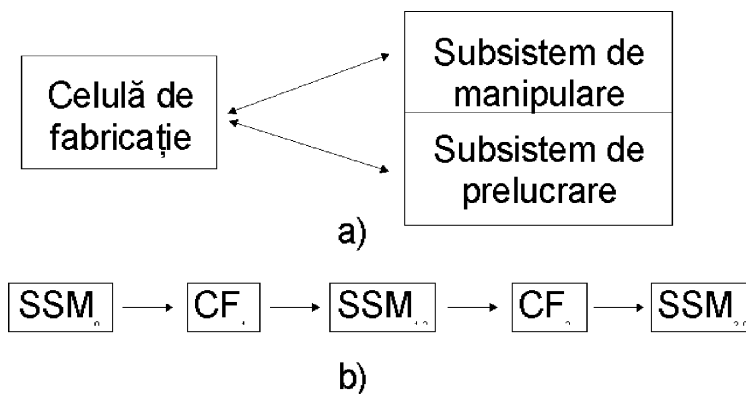 Celulă de
fabricație
Subsistem de
manipulare
Subsistem de
prelucrare
a)
SSM CF SSM CF SSM
b)